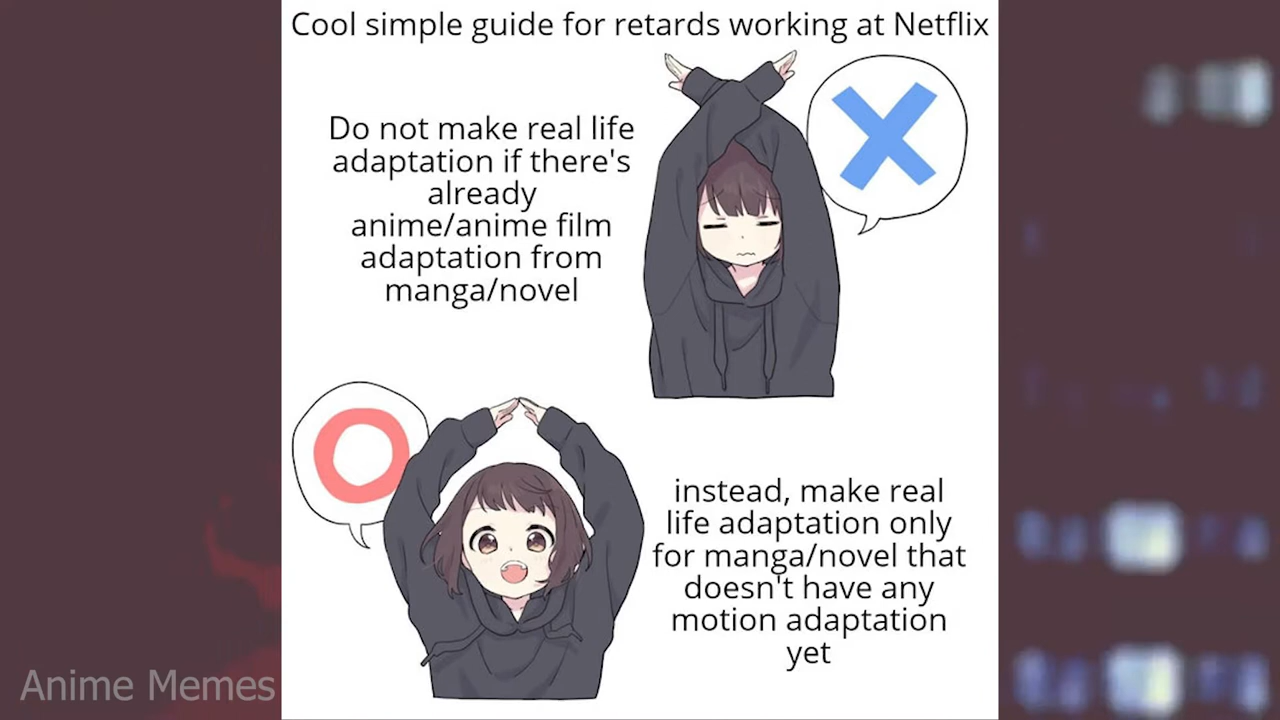 Cool simple guide for retards working at Netflix
Do not make real life
adaptation if there's
already
anime/anime film
adaptation from
manga/novel
instead, make real
life adaptation only
for manga/novel that
doesn't have any
motion adaptation
yet
Anime Memes